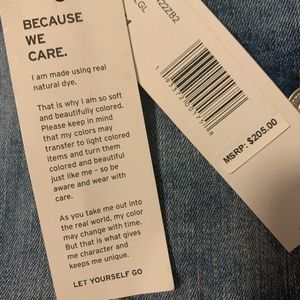 BECAUSE
WE
CARE.
I am made using real
natural dye.
That is why I am so soft
and beautifully colored.
Please keep in mind
that my colors may
transfer to light colored
items and turn them
colored and beautiful
just like me – so be
aware and wear with
care.
As you take me out into
the real world, my color
may change with time.
But that is what gives
me character and
keeps me unique.
LET YOURSELF GO
MSRP: $205.00